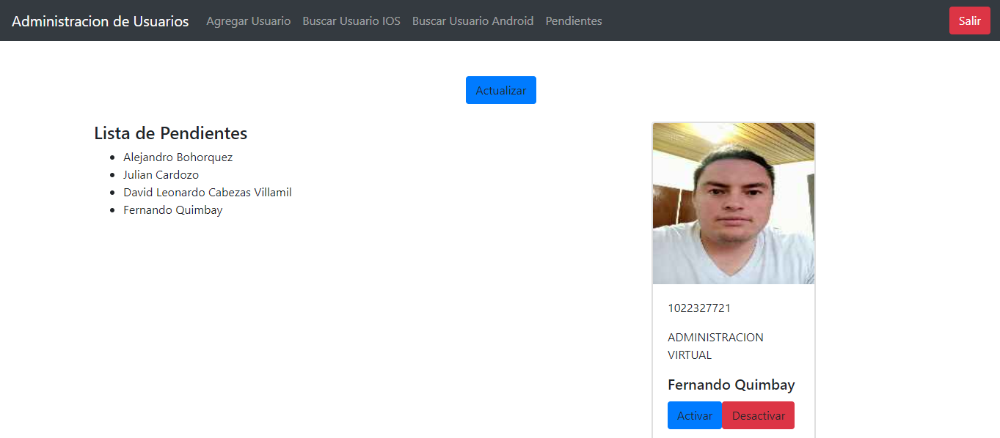 Administracion de Usuarios Agregar Usuario Buscar Usuario IOS Buscar Usuario Android Pendientes Salir
Actualizar
Lista de Pendientes
Alejandro Bohorquez
Julian Cardozo
David Leonardo Cabezas Villamil
Fernando Quimbay
1022327721
ADMINISTRACION
VIRTUAL
Fernando Quimbay
Activar Desactivar